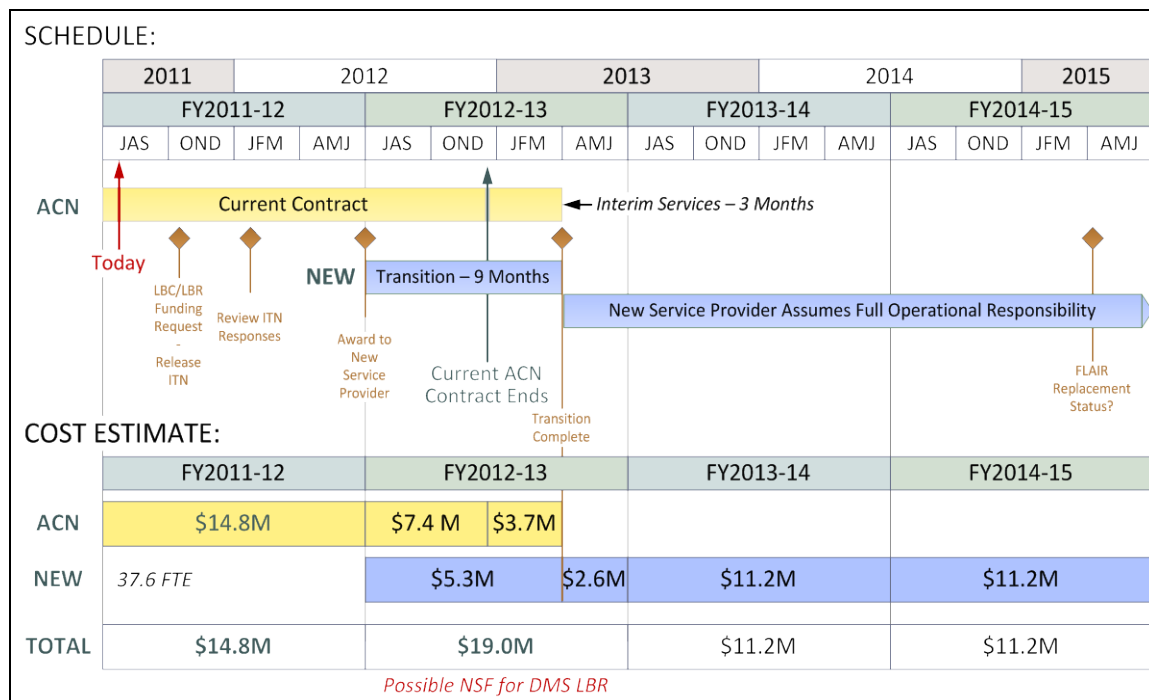 SCHEDULE:
2011 2012 2013 2014 2015
FY2011-12 FY2012-13 FY2013-14 FY2014-15
JAS OND JFM AMJ JAS OND JFM AMJ JAS OND JFM AMJ JAS OND JFM AMJ
ACN Current Contract Interim Services – 3 Months
Today
NEW Transition – 9 Months
LBC/LBR
Funding
Request
-
Release
ITN
Review ITN
Responses
New Service Provider Assumes Full Operational Responsibility
Award to
New
Service
Provider
Current ACN
Contract Ends
FLAIR
Replacement
Status?
Transition
Complete
COST ESTIMATE:
FY2011-12 FY2012-13 FY2013-14 FY2014-15
ACN $14.8M $7.4 M $3.7M
NEW 37.6 FTE $5.3M $2.6M $11.2M $11.2M
TOTAL $14.8M $19.0M $11.2M $11.2M
Possible NSF for DMS LBR